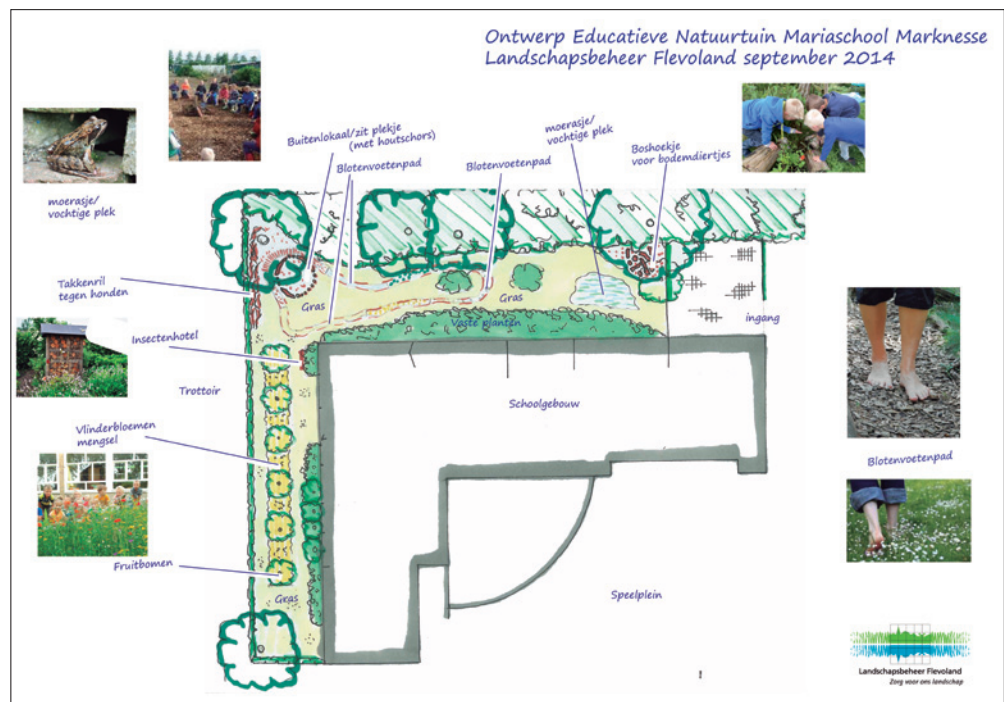 Ontwerp Educatieve Natuurtuin Mariaschool Marknesse
Landschapsbeheer Flevoland september 2014
Buitenlokaal/zit plekje
(met houtschors)
Blotenvoetenpad
Blotenvoetenpad
moerasje/
vochtige plek
Boshoekje
voor bodemdiertjes
moerasje/
vochtige plek
Takkenril
tegen honden
Gras
Gras
Vaste planten
ingang
Insectenhotel
Trottoir
Schoolgebouw
Vlinderbloemen
mengsel
Blotenvoetenpad
Fruitbomen
Gras
Speelplein
Landschapsbeheer Flevoland
Zorg voor ons landschap